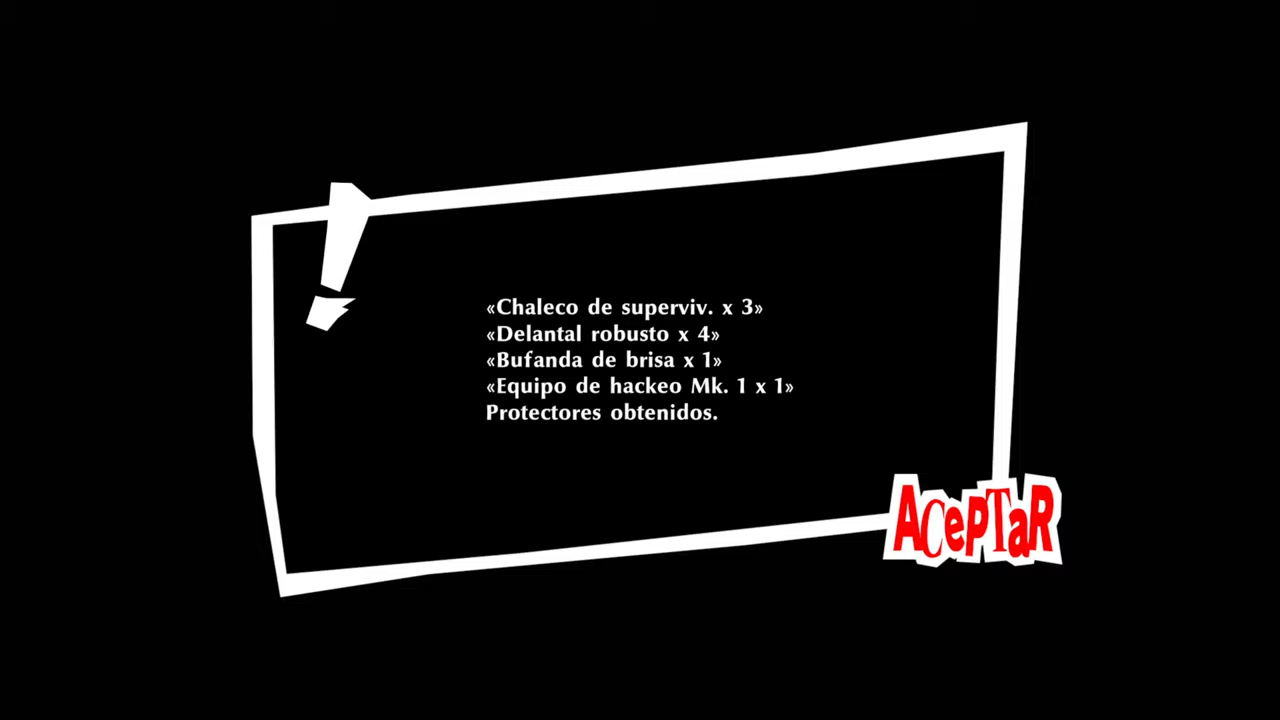 «Chaleco de superviv. x 3»
«Delantal robusto x 4»
«Bufanda de brisa x 1»
«Equipo de hackeo Mk. 1 x 1»
Protectores obtenidos.
ACePTaR